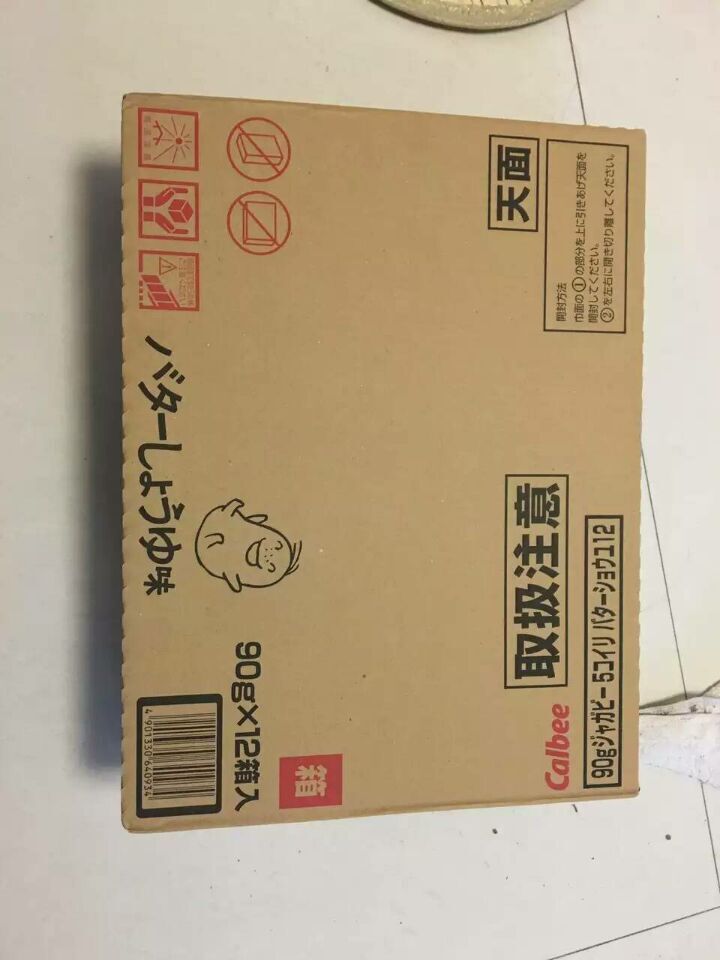 天面
開封方法
巾面の①の部分を上に引きあげ天面を
開封してください。
②を左右に開き切り離してください。
バターしょうゆ味
90g×12箱入
箱
取扱注意
Calbee
90gジャガビー 5コイリ バターショウユ12
4 901330 640934